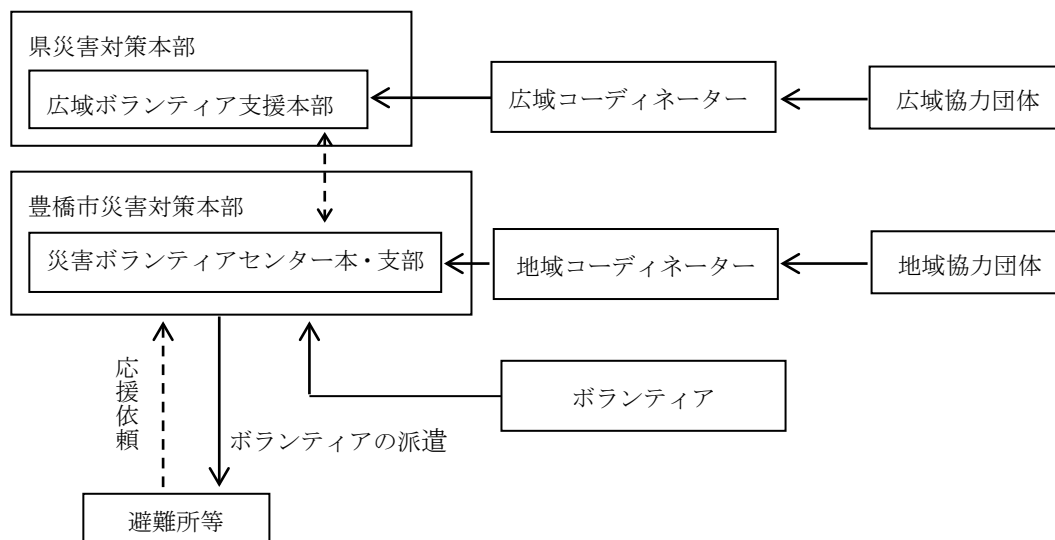 県災害対策本部
広域ボランティア支援本部
広域コーディネーター
広域協力団体
豊橋市災害対策本部
災害ボランティアセンター本・支部
地域コーディネーター
地域協力団体
応援依頼
ボランティア
ボランティアの派遣
避難所等